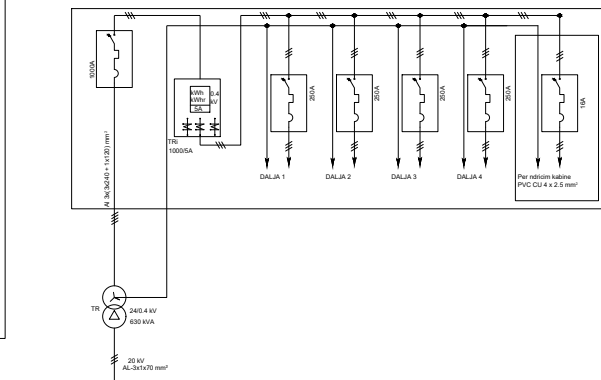 1000A
kWh
kWhr
5A
0.4
kV
TRi
1000/5A
250A
250A
250A
250A
16A
DALJA 1
DALJA 2
DALJA 3
DALJA 4
Per ndricim kabine
PVC CU 4 x 2.5 mm²
Al 3x(3x240 + 1x120) mm²
TR
24/0.4 kV
630 kVA
20 kV
AL-3x1x70 mm²